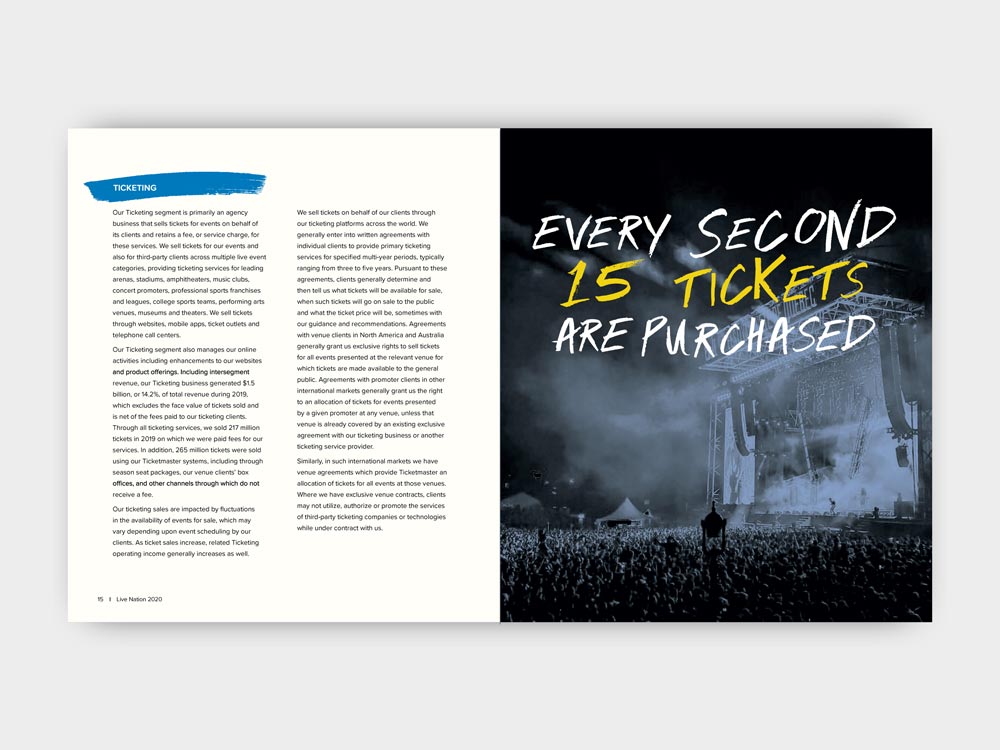 TICKETING
Our Ticketing segment is primarily an agency
business that sells tickets for events on behalf of
its clients and retains a fee, or service charge, for
these services. We sell tickets for our events and
also for third-party clients across multiple live event
categories, providing ticketing services for leading
arenas, stadiums, amphitheaters, music clubs,
concert promoters, professional sports franchises
and leagues, college sports teams, performing arts
venues, museums and theaters. We sell tickets
through websites, mobile apps, ticket outlets and
telephone call centers.
Our Ticketing segment also manages our online
activities including enhancements to our websites
and product offerings. Including intersegment
revenue, our Ticketing business generated $1.5
billion, or 14.2%, of total revenue during 2019,
which excludes the face value of tickets sold and
is net of the fees paid to our ticketing clients.
Through all ticketing services, we sold 217 million
tickets in 2019 on which we were paid fees for our
services. In addition, 265 million tickets were sold
using our Ticketmaster systems, including through
season seat packages, our venue clients' box
offices, and other channels through which do not
receive a fee.
Our ticketing sales are impacted by fluctuations
in the availability of events for sale, which may
vary depending upon event scheduling by our
clients. As ticket sales increase, related Ticketing
operating income generally increases as well.
We sell tickets on behalf of our clients through
our ticketing platforms across the world. We
generally enter into written agreements with
individual clients to provide primary ticketing
services for specified multi-year periods, typically
ranging from three to five years. Pursuant to these
agreements, clients generally determine and
then tell us what tickets will be available for sale,
when such tickets will go on sale to the public
and what the ticket price will be, sometimes with
our guidance and recommendations. Agreements
with venue clients in North America and Australia
generally grant us exclusive rights to sell tickets
for all events presented at the relevant venue for
which tickets are made available to the general
public. Agreements with promoter clients in other
international markets generally grant us the right
to an allocation of tickets for events presented
by a given promoter at any venue, unless that
venue is already covered by an existing exclusive
agreement with our ticketing business or another
ticketing service provider.
Similarly, in such international markets we have
venue agreements which provide Ticketmaster an
allocation of tickets for all events at those venues.
Where we have exclusive venue contracts, clients
may not utilize, authorize or promote the services
of third-party ticketing companies or technologies
while under contract with us.
15 | Live Nation 2020
EVERY SECOND
15 TICKETS
ARE PURCHASED